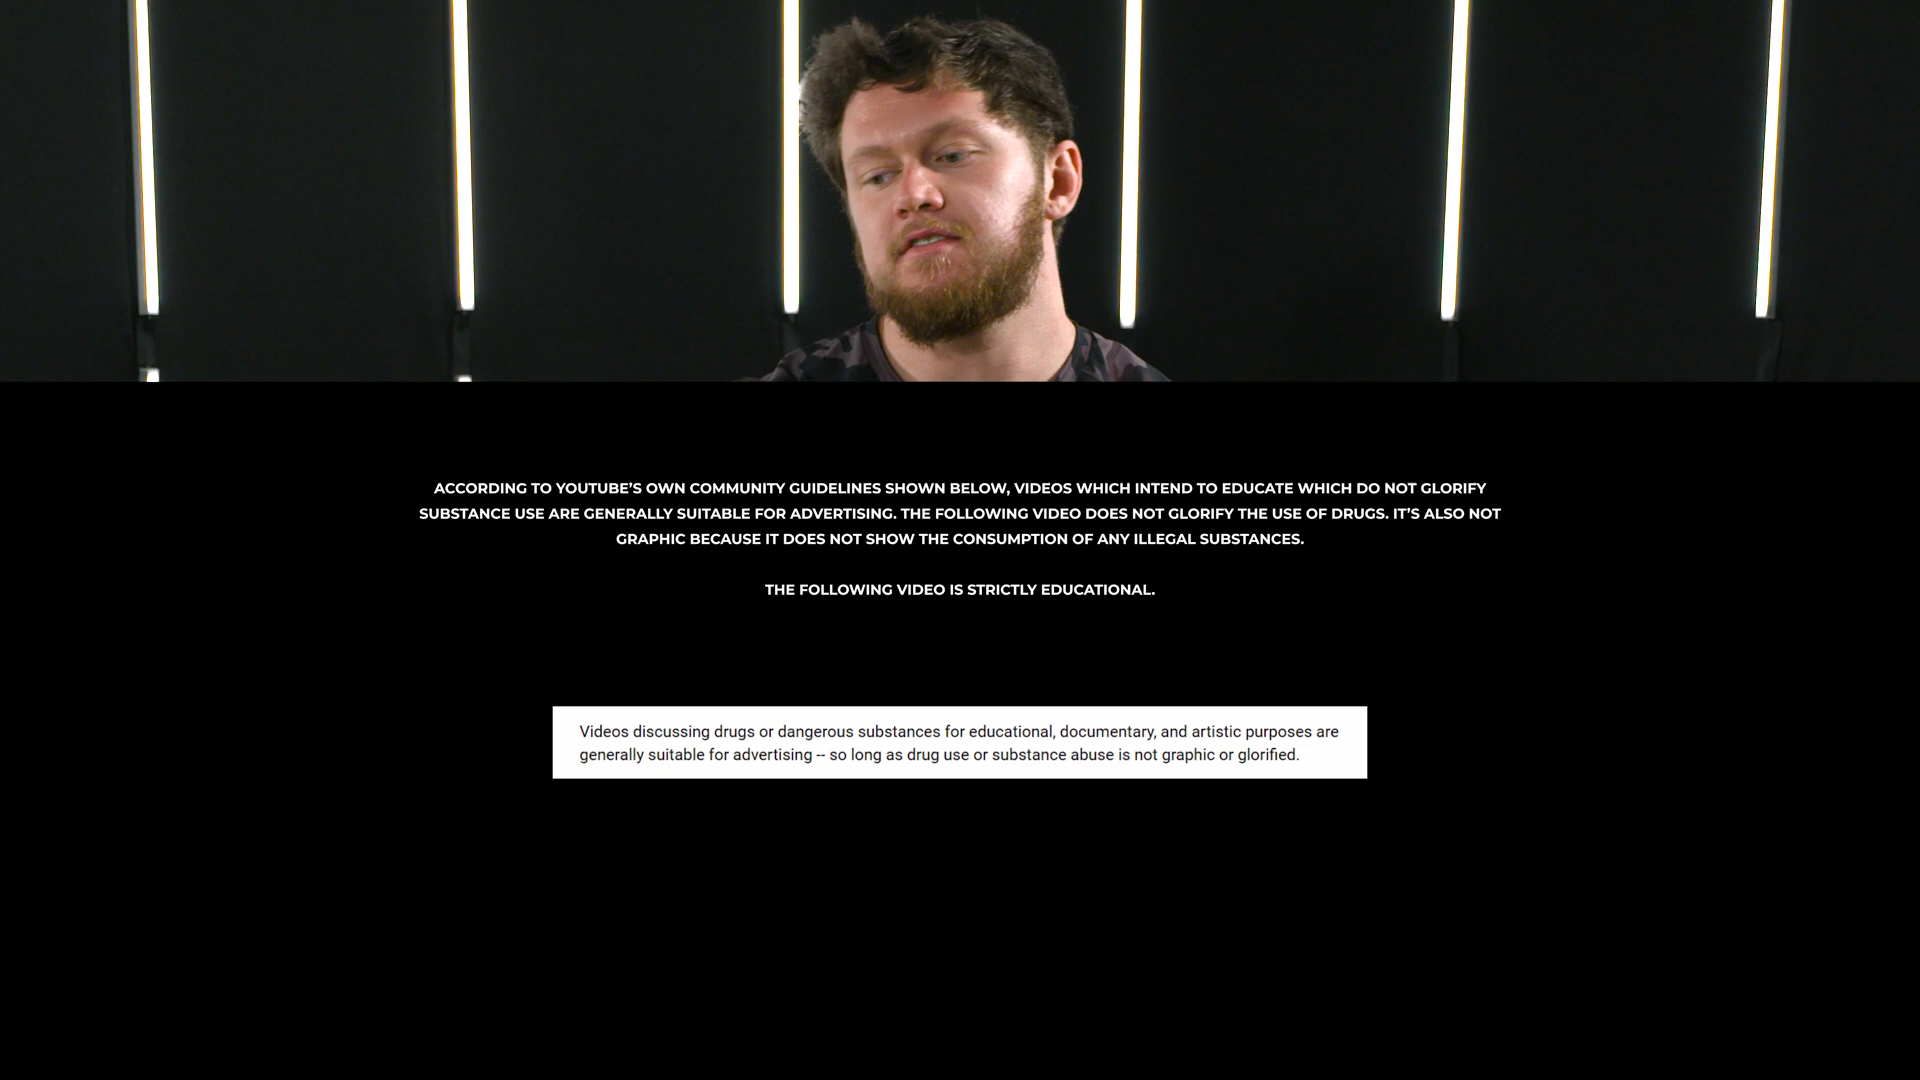 ACCORDING TO YOUTUBE’S OWN COMMUNITY GUIDELINES SHOWN BELOW, VIDEOS WHICH INTEND TO EDUCATE WHICH DO NOT GLORIFY
SUBSTANCE USE ARE GENERALLY SUITABLE FOR ADVERTISING. THE FOLLOWING VIDEO DOES NOT GLORIFY THE USE OF DRUGS. IT’S ALSO NOT
GRAPHIC BECAUSE IT DOES NOT SHOW THE CONSUMPTION OF ANY ILLEGAL SUBSTANCES.
THE FOLLOWING VIDEO IS STRICTLY EDUCATIONAL.
Videos discussing drugs or dangerous substances for educational, documentary, and artistic purposes are
generally suitable for advertising -- so long as drug use or substance abuse is not graphic or glorified.